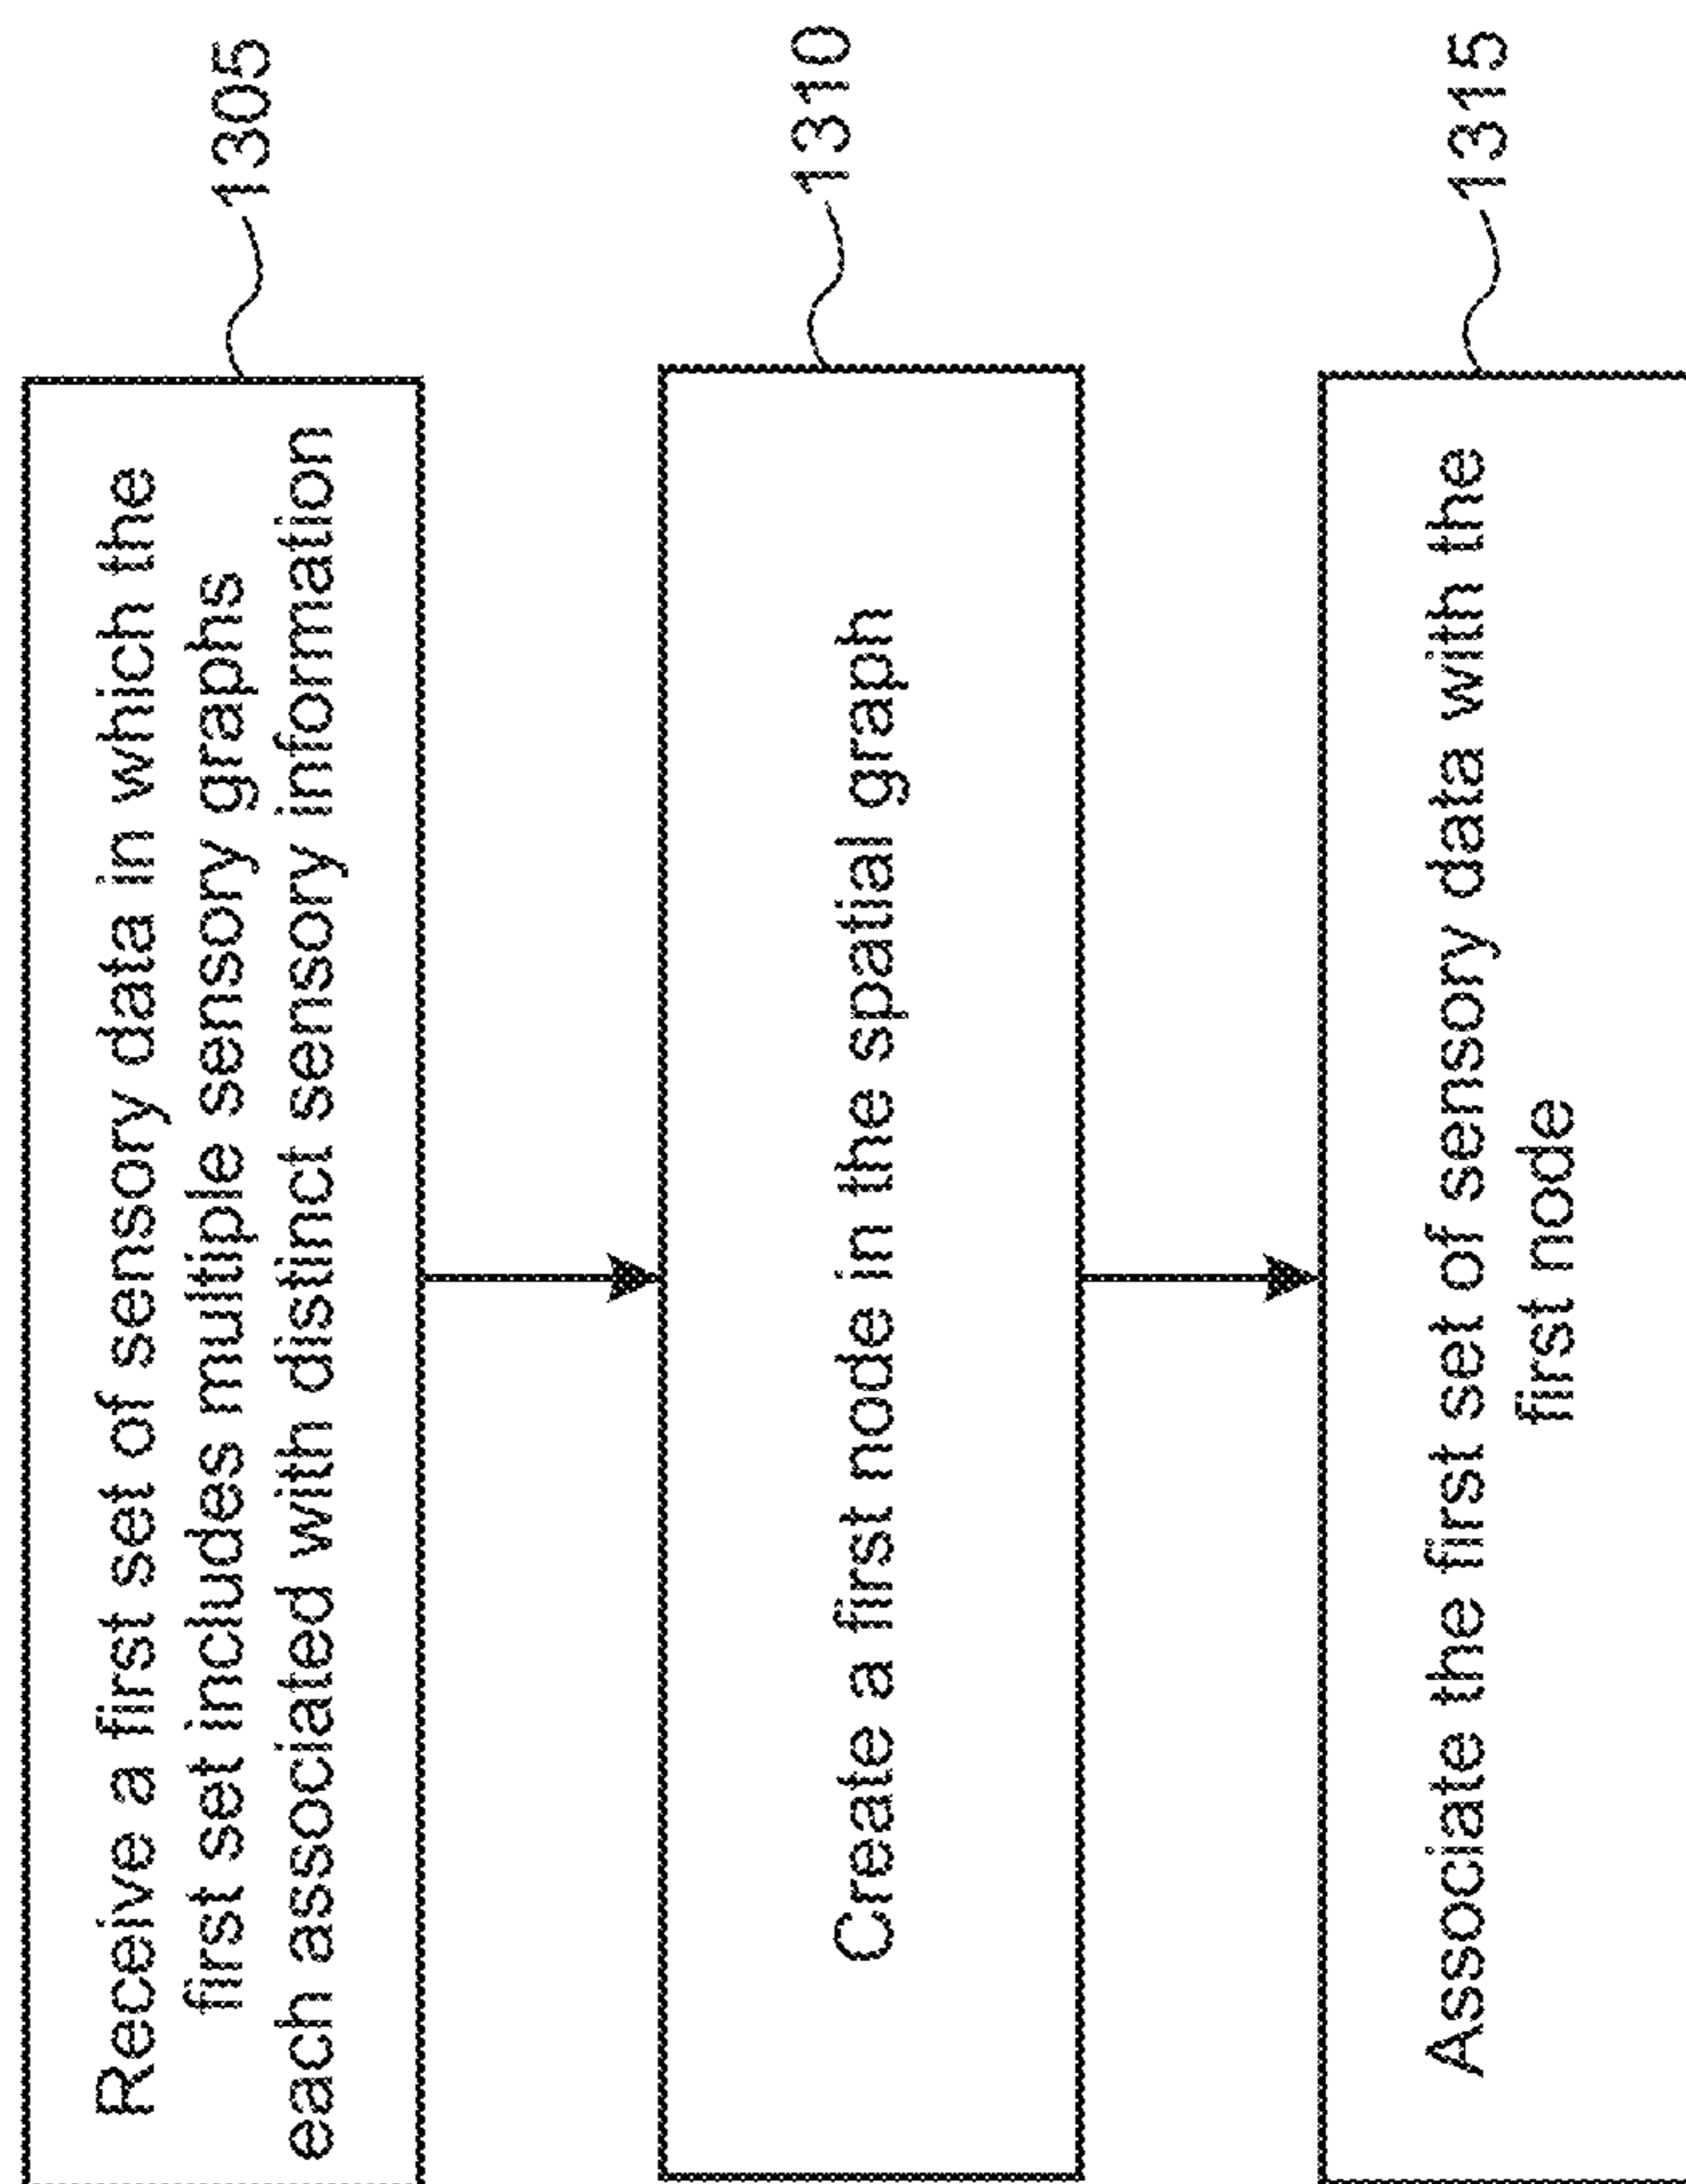 Receive a first set of sensory data in which the
first set includes multiple sensory graphs
each associated with distinct sensory information
1305
Create a first node in the spatial graph
1310
Associate the first set of sensory data with the
first node
1315